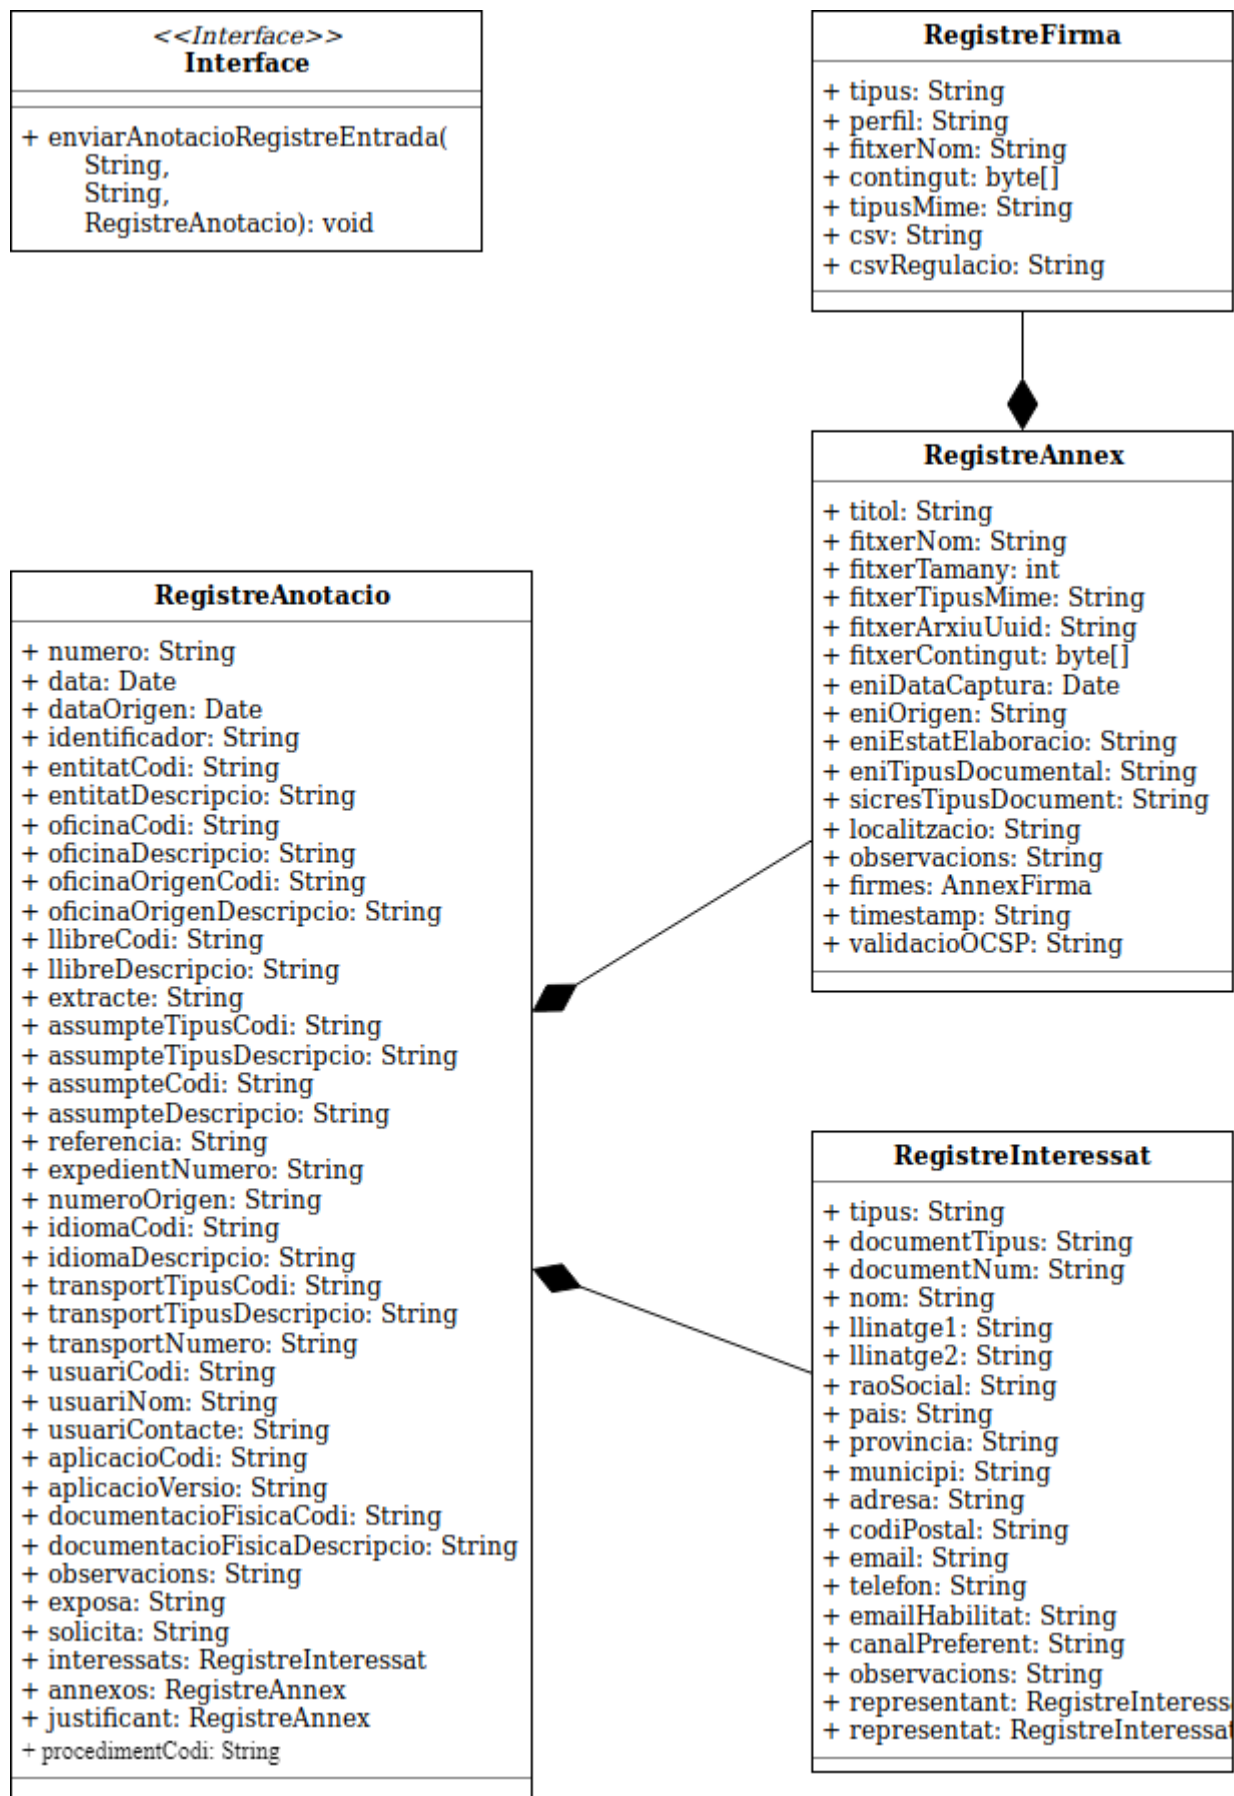 <<Interface>>
Interface
+ enviarAnotacioRegistreEntrada(
String,
String,
RegistreAnotacio): void
RegistreFirma
+ tipus: String
+ perfil: String
+ fitxerNom: String
+ contingut: byte[]
+ tipusMime: String
+ csv: String
+ csvRegulacio: String
RegistreAnnex
+ titol: String
+ fitxerNom: String
+ fitxerTamany: int
+ fitxerTipusMime: String
+ fitxerArxiuUuid: String
+ fitxerContingut: byte[]
+ eniDataCaptura: Date
+ eniOrigen: String
+ eniEstatElaboracio: String
+ eniTipusDocumental: String
+ sicresTipusDocument: String
+ localitzacio: String
+ observacions: String
+ firmes: AnnexFirma
+ timestamp: String
+ validacioOCSP: String
RegistreAnotacio
+ numero: String
+ data: Date
+ dataOrigen: Date
+ identificador: String
+ entitatCodi: String
+ entitatDescripcio: String
+ oficinaCodi: String
+ oficinaDescripcio: String
+ oficinaOrigenCodi: String
+ oficinaOrigenDescripcio: String
+ llibreCodi: String
+ llibreDescripcio: String
+ extracte: String
+ assumpteTipusCodi: String
+ assumpteTipusDescripcio: String
+ assumpteCodi: String
+ assumpteDescripcio: String
+ referencia: String
+ expedientNumero: String
+ numeroOrigen: String
+ idiomaCodi: String
+ idiomaDescripcio: String
+ transportTipusCodi: String
+ transportTipusDescripcio: String
+ transportNumero: String
+ usuariCodi: String
+ usuariNom: String
+ usuariContacte: String
+ aplicacioCodi: String
+ aplicacioVersio: String
+ documentacioFisicaCodi: String
+ documentacioFisicaDescripcio: String
+ observacions: String
+ exposa: String
+ solicita: String
+ interessats: RegistreInteressat
+ annexos: RegistreAnnex
+ justificant: RegistreAnnex
+ procedimentCodi: String
RegistreInteressat
+ tipus: String
+ documentTipus: String
+ documentNum: String
+ nom: String
+ llinatge1: String
+ llinatge2: String
+ raoSocial: String
+ pais: String
+ provincia: String
+ municipi: String
+ adresa: String
+ codiPostal: String
+ email: String
+ telefon: String
+ emailHabilitat: String
+ canalPreferent: String
+ observacions: String
+ representant: RegistreInteress
+ representat: RegistreInteressat